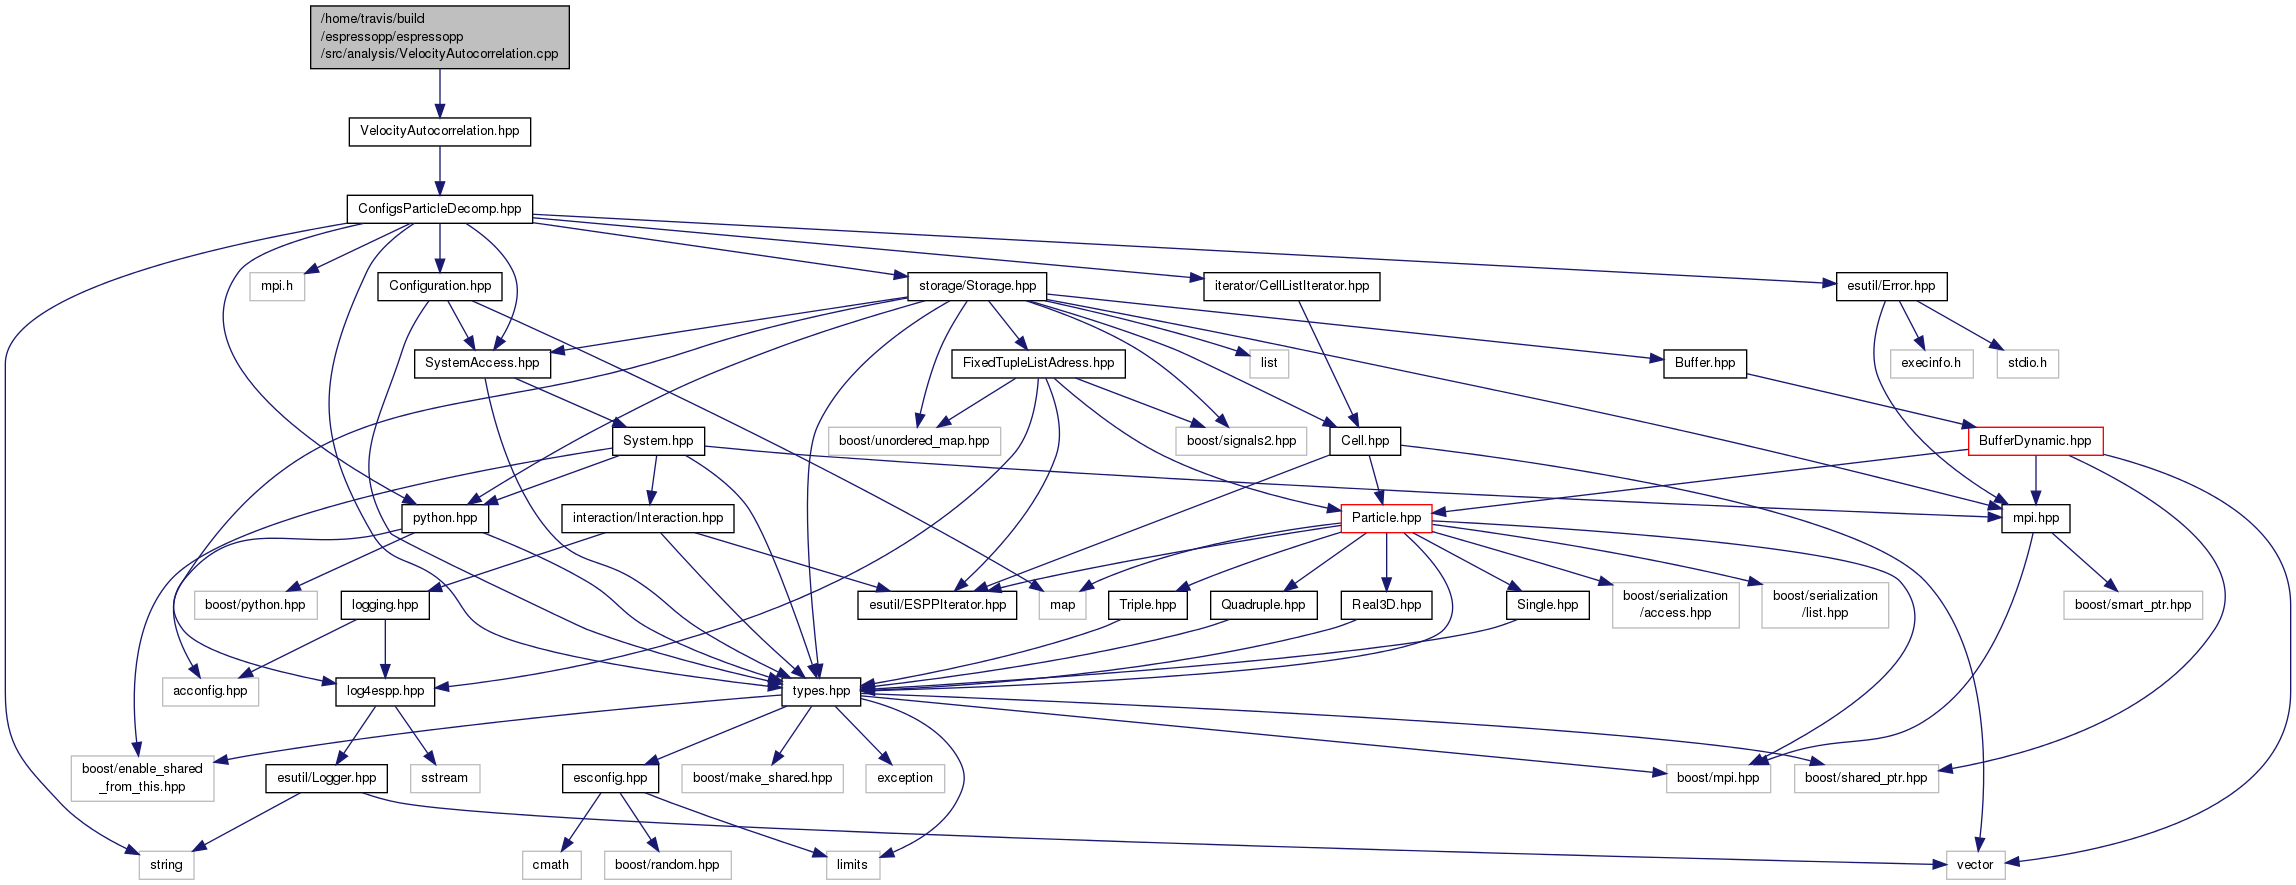 /home/travis/build
/espressopp/espressopp
/src/analysis/VelocityAutocorrelation.cpp
VelocityAutocorrelation.hpp
ConfigsParticleDecomp.hpp
mpi.h
Configuration.hpp
storage/Storage.hpp
iterator/CellListIterator.hpp
esutil/Error.hpp
SystemAccess.hpp
FixedTupleListAdress.hpp
list
Buffer.hpp
execinfo.h
stdio.h
System.hpp
boost/unordered_map.hpp
boost/signals2.hpp
Cell.hpp
BufferDynamic.hpp
python.hpp
interaction/Interaction.hpp
Particle.hpp
mpi.hpp
boost/python.hpp
logging.hpp
esutil/ESPPIterator.hpp
map
Triple.hpp
Quadruple.hpp
Real3D.hpp
Single.hpp
boost/serialization
/access.hpp
boost/serialization
/list.hpp
boost/smart_ptr.hpp
acconfig.hpp
log4espp.hpp
types.hpp
boost/enable_shared
_from_this.hpp
esutil/Logger.hpp
sstream
esconfig.hpp
boost/make_shared.hpp
exception
boost/mpi.hpp
boost/shared_ptr.hpp
string
cmath
boost/random.hpp
limits
vector